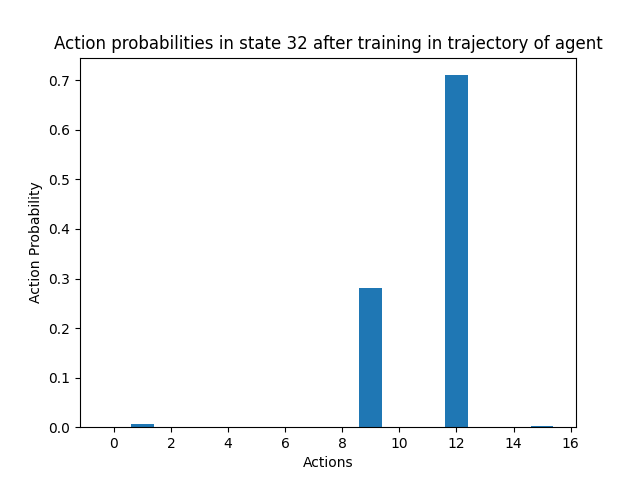 Action probabilities in state 32 after training in trajectory of agent
0.7
0.6
0.5
0.4
0.3
0.2
0.1
0.0
Action Probability
0 2 4 6 8 10 12 14 16
Actions